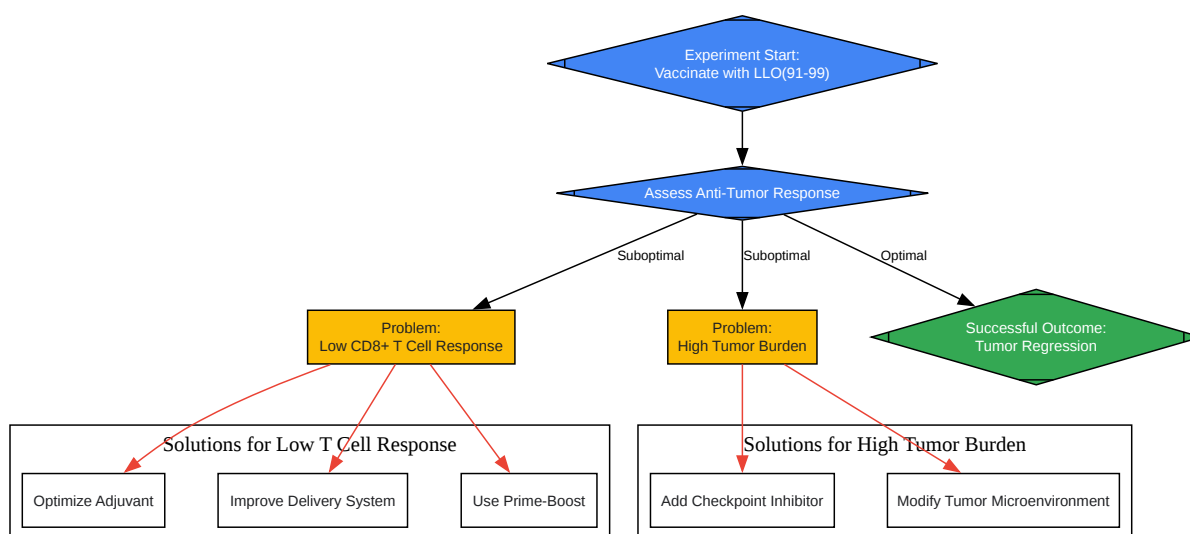 Experiment Start:
Vaccinate with LLO(91-99)
Assess Anti-Tumor Response
Suboptimal
Suboptimal
Optimal
Problem:
Low CD8+ T Cell Response
Problem:
High Tumor Burden
Successful Outcome:
Tumor Regression
Solutions for Low T Cell Response
Optimize Adjuvant
Improve Delivery System
Use Prime-Boost
Solutions for High Tumor Burden
Add Checkpoint Inhibitor
Modify Tumor Microenvironment